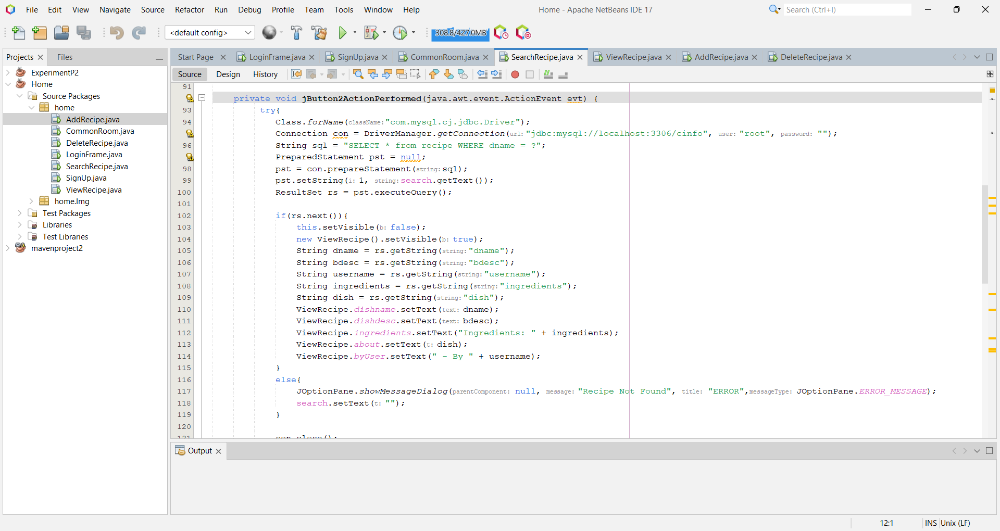 File Edit View Navigate Source Refactor Run Debug Profile Team Tools Window Help
Home - Apache NetBeans IDE 17
Search (Ctrl+I)
<default config>
308.8/427.0MB
Projects
Files
ExperimentP2
Home
Source Packages
home
AddRecipe.java
CommonRoom.java
DeleteRecipe.java
LoginFrame.java
SearchRecipe.java
SignUp.java
ViewRecipe.java
home.Img
Test Packages
Libraries
Test Libraries
mavenproject2
Start Page LoginFrame.java SignUp.java CommonRoom.java SearchRecipe.java ViewRecipe.java AddRecipe.java DeleteRecipe.java
Source Design History
91
private void jButton2ActionPerformed(java.awt.event.ActionEvent evt) {
93 try{
94 Class.forName(className:"com.mysql.cj.jdbc.Driver");
Connection con = DriverManager.getConnection(url:"jdbc:mysql://localhost:3306/cinfo", user: "root", password: "");
96 String sql = "SELECT * from recipe WHERE dname = ?";
PreparedStatement pst = null;
98 pst = con.prepareStatement(string:sql);
99 pst.setString(i: 1, string:search.getText());
100 ResultSet rs = pst.executeQuery();
101
102 if(rs.next()){
103 this.setVisible(b: false);
104 new ViewRecipe().setVisible(b: true);
105 String dname = rs.getString(string:"dname");
106 String bdesc = rs.getString(string:"bdesc");
107 String username = rs.getString(string:"username");
108 String ingredients = rs.getString(string:"ingredients");
109 String dish = rs.getString(string:"dish");
110 ViewRecipe.dishname.setText(text: dname);
111 ViewRecipe.dishdesc.setText(text: bdesc);
112 ViewRecipe.ingredients.setText("Ingredients: " + ingredients);
113 ViewRecipe.about.setText(t: dish);
114 ViewRecipe.byUser.setText(" - By " + username);
115 }
116 else{
117 JOptionPane.showMessageDialog(parentComponent: null, message: "Recipe Not Found", title: "ERROR",messageType: JOptionPane.ERROR_MESSAGE);
118 search.setText(t: "");
119 }
120
121 con.close();
Output
12:1
INS
Unix (LF)